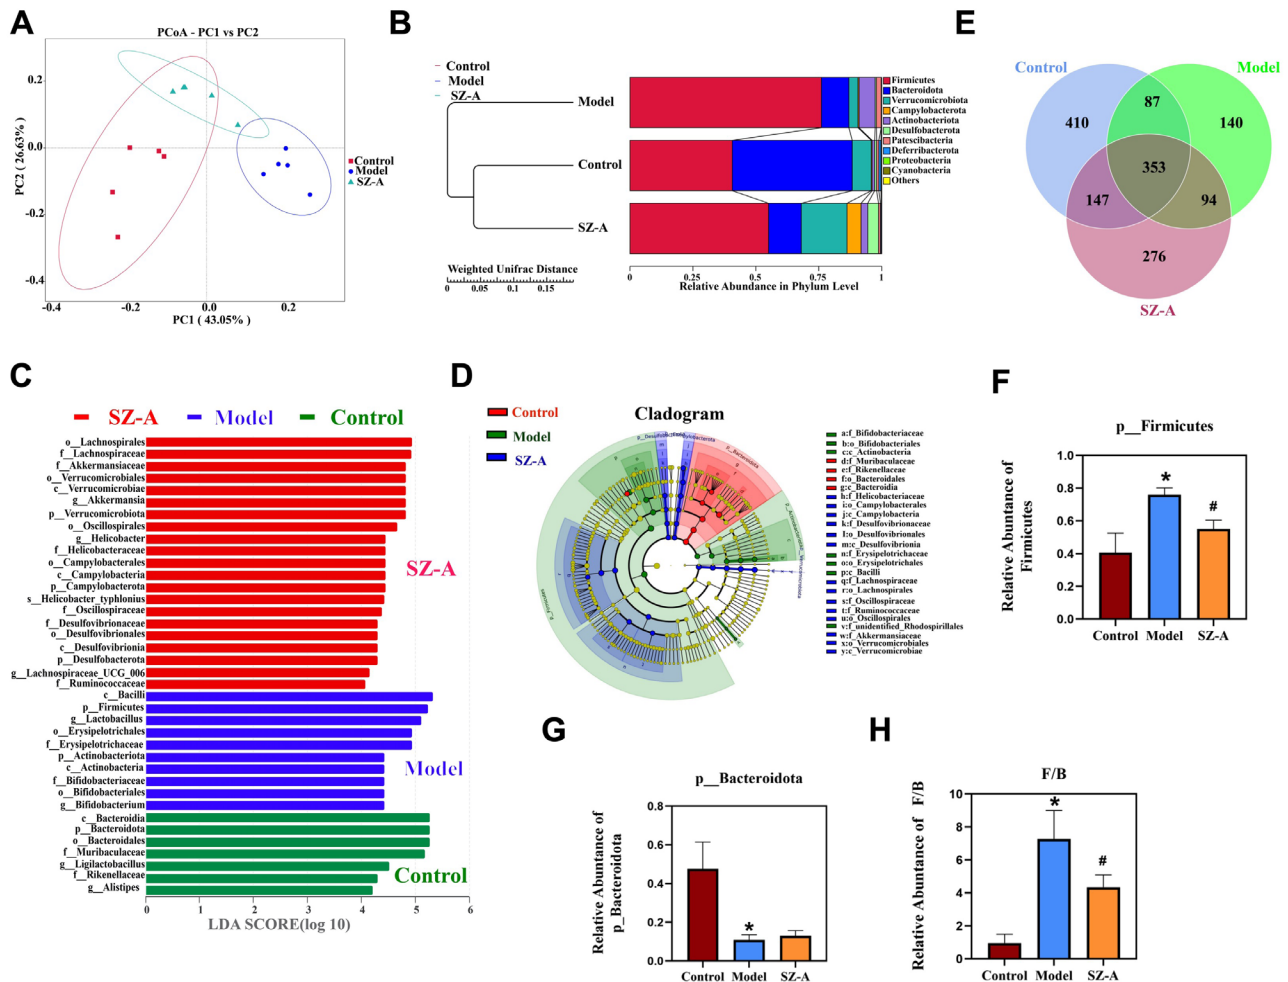 A
PCoA - PC1 vs PC2
PC2 ( 26.63%)
0.2
0.0
-0.2
-0.4
-0.4
-0.2
0.0
0.2
PC1 ( 43.05%)
Control
Model
SZ-A
B
Control
Model
SZ-A
Model
Control
SZ-A
Weighted Unifrac Distance
0
0.05
0.1
0.15
Firmicutes
Bacteroidota
Verrucomicrobiota
Campylobacterota
Actinobacteriota
Desulfobacterota
Patescibacteria
Deferribacterota
Proteobacteria
Cyanobacteria
Others
0
0.25
0.5
0.75
1
Relative Abundance in Phylum Level
E
Control
Model
410
87
140
353
147
94
276
SZ-A
C
SZ-A
Model
Control
o__Lachnospirales
f__Lachnospiraceae
f__Akkermansiaceae
o__Verrucomicrobiales
c__Verrucomicrobiae
g__Akkermansia
p__Verrucomicrobiota
o__Oscillospirales
g__Helicobacter
f__Helicobacteraceae
o__Campylobacterales
c__Campylobacteria
p__Campylobacterota
s__Helicobacter_typhlonius
f__Oscillospiraceae
f__Desulfovibrionaceae
o__Desulfovibrionales
c__Desulfovibrionia
p__Desulfobacterota
g__Lachnospiraceae_UCG_006
f__Ruminococcaceae
c__Bacilli
p__Firmicutes
g__Lactobacillus
o__Erysipelotrichales
f__Erysipelotrichaceae
p__Actinobacteriota
c__Actinobacteria
f__Bifidobacteriaceae
o__Bifidobacteriales
g__Bifidobacterium
c__Bacteroidia
p__Bacteroidota
o__Bacteroidales
f__Muribaculaceae
g__Ligilactobacillus
f__Rikenellaceae
g__Alistipes
SZ-A
Model
Control
0
1
2
3
4
5
6
LDA SCORE(log 10)
D
Control
Model
SZ-A
Cladogram
p__Bacteroidota
p__Firmicutes
a:f_Bifidobacteriaceae
b:o_Bifidobacteriales
c:c_Actinobacteria
d:f_Muribaculaceae
e:f_Rikenellaceae
f:o_Bacteroidales
g:c_Bacteroidia
h:f_Helicobacteriaceae
i:o_Campylobacterales
j:c_Campylobacteria
k:f_Desulfovibrionaceae
l:o_Desulfovibrionales
m:c_Desulfovibrionia
n:f_Erysipelotrichaceae
o:o_Erysipelotrichales
p:c_Bacilli
q:f_Lachnospiraceae
r:o_Lachnospirales
s:f_Oscillospiraceae
t:f_Ruminococcaceae
u:o_Oscillospirales
v:f_unidentified_Rhodospirillales
w:f_Akkermansiaceae
x:o_Verrucomicrobiales
y:c_Verrucomicrobiae
F
p__Firmicutes
Relative Abuntance of
Firmicutes
1.0
0.8
0.6
0.4
0.2
0.0
*
#
Control
Model
SZ-A
G
p__Bacteroidota
Relative Abuntance of
p_Bacteroidota
0.8
0.6
0.4
0.2
0.0
*
Control
Model
SZ-A
H
F/B
Relative Abuntance of F/B
10
8
6
4
2
0
*
#
Control
Model
SZ-A